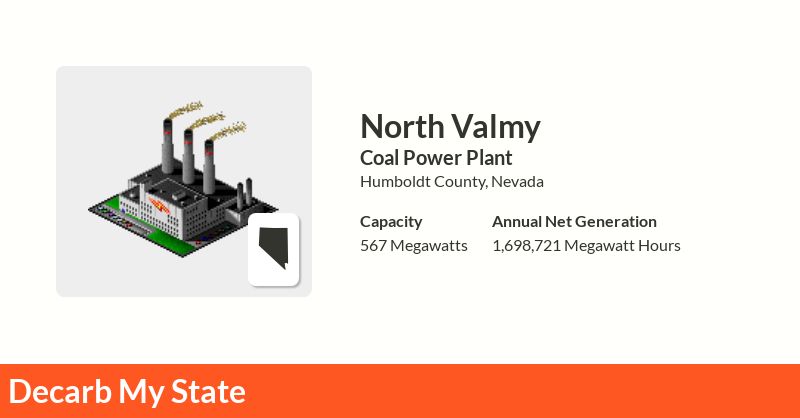 North Valmy
Coal Power Plant
Humboldt County, Nevada
Capacity
567 Megawatts
Annual Net Generation
1,698,721 Megawatt Hours
Decarb My State